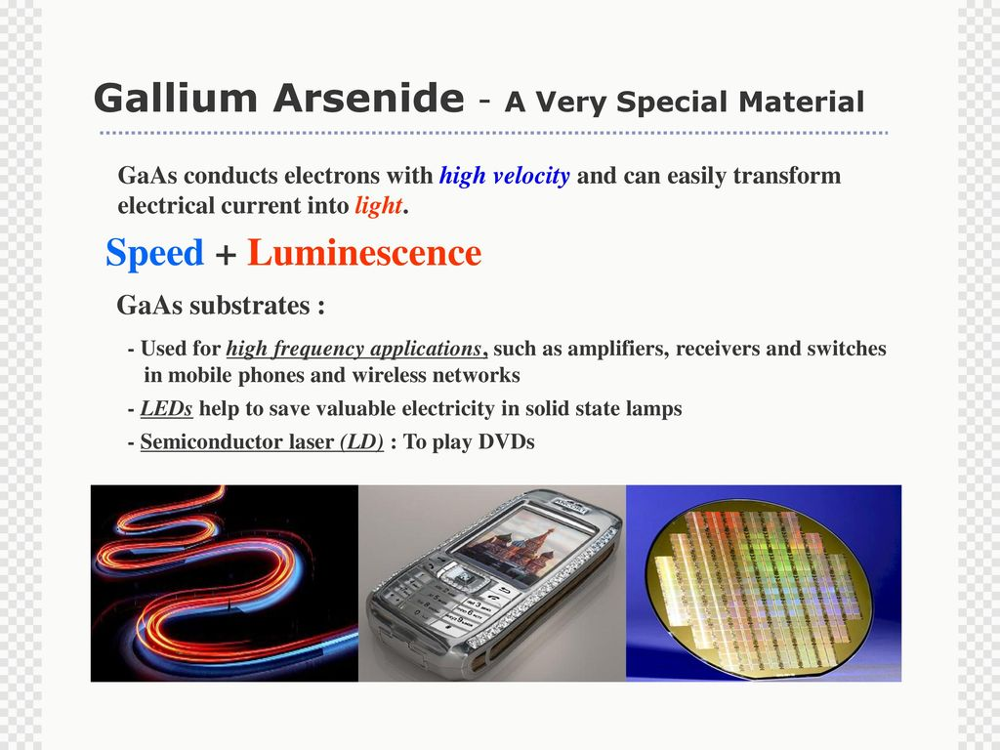 Gallium Arsenide - A Very Special Material
GaAs conducts electrons with high velocity and can easily transform
electrical current into light.
Speed + Luminescence
GaAs substrates :
- Used for high frequency applications, such as amplifiers, receivers and switches
in mobile phones and wireless networks
- LEDs help to save valuable electricity in solid state lamps
- Semiconductor laser (LD) : To play DVDs